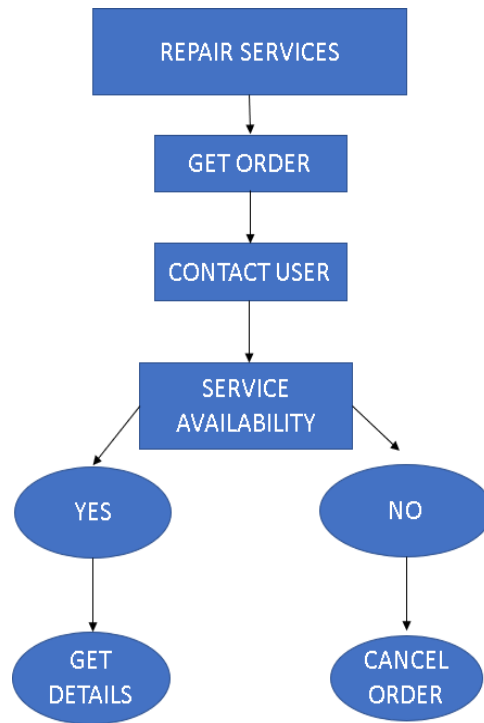 REPAIR SERVICES
GET ORDER
CONTACT USER
SERVICE
AVAILABILITY
YES
NO
GET
DETAILS
CANCEL
ORDER